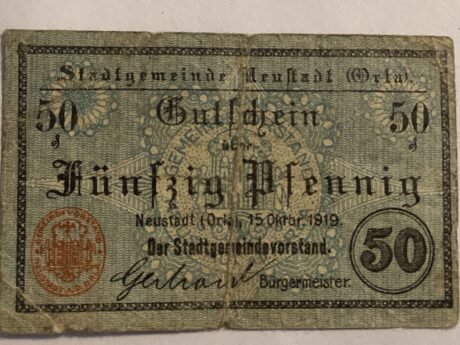 Stadtgemeinde Neustadt (Orla).
50 Gutschein 50
über
Fünfzig Pfennig
Neustadt (Orla), 15. Oktbr. 1919.
Der Stadtgemeindevorstand.
50
Bürgermeister.